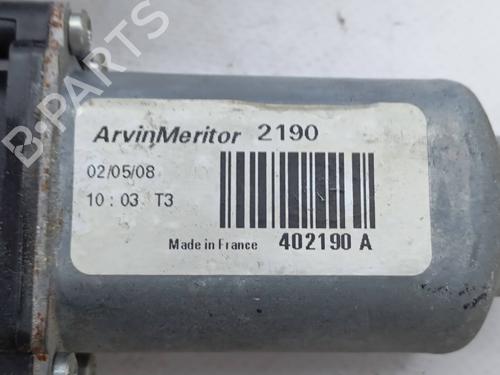 ArvinMeritor 2190
02/05/08
10:03 T3
Made in France 402190 A
B-PARTS